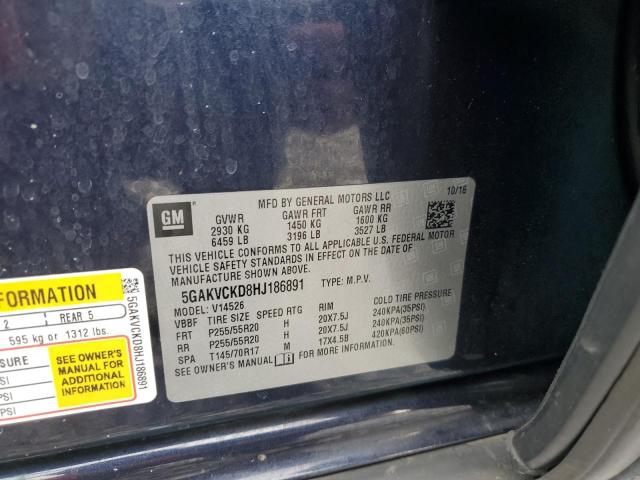 GM
MFD BY GENERAL MOTORS LLC
10/16
GVWR GAWR FRT GAWR RR
2930 KG 1450 KG 1600 KG
6459 LB 3196 LB 3527 LB
THIS VEHICLE CONFORMS TO ALL APPLICABLE U.S. FEDERAL MOTOR
VEHICLE SAFETY STANDARDS IN EFFECT ON THE DATE OF
MANUFACTURE SHOWN ABOVE.
5GAKVCKD8HJ186891 TYPE: M.P.V.
MODEL: V14526
VBBF TIRE SIZE SPEED RTG RIM COLD TIRE PRESSURE
FRT P255/55R20 H 20X7.5J 240KPA(35PSI)
RR P255/55R20 H 20X7.5J 240KPA(35PSI)
SPA T145/70R17 M 17X4.5B 420KPA(60PSI)
SEE OWNER'S MANUAL FOR MORE INFORMATION.
FORMATION
2 REAR 5
595 kg or 1312 lbs.
SURE
SI
PSI
PSI
SEE OWNER'S
MANUAL FOR
ADDITIONAL
INFORMATION
5GAKVCKD8HJ186891